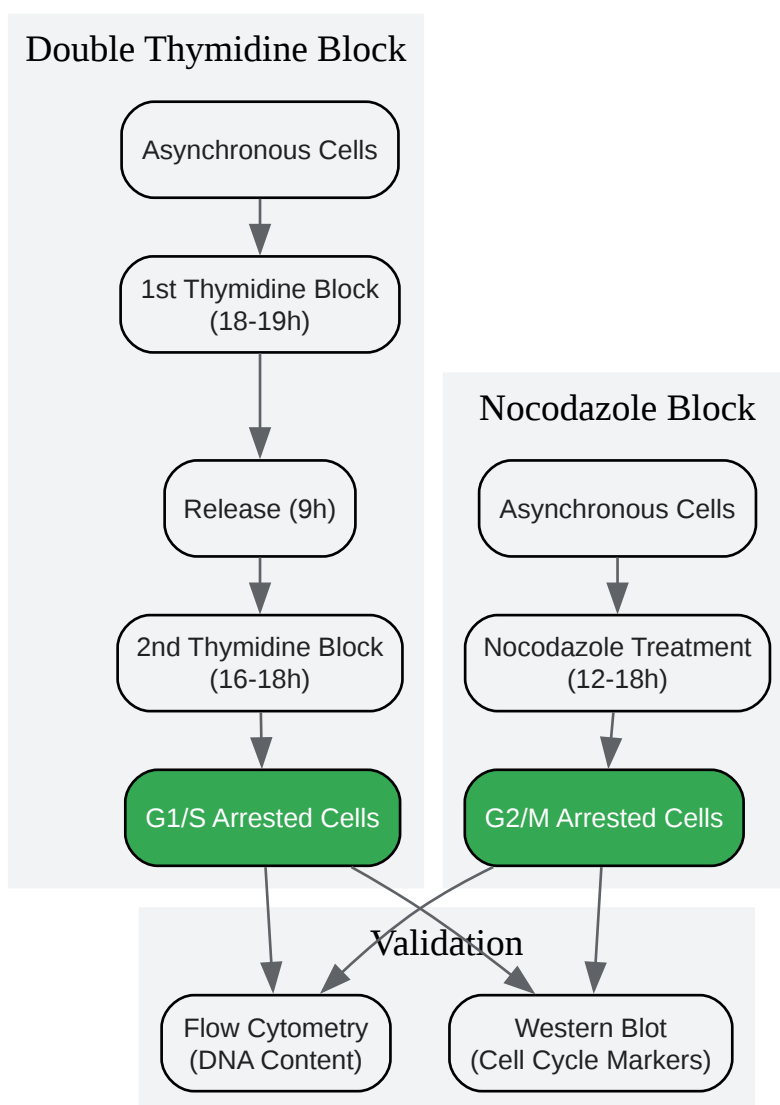 Double Thymidine Block
Asynchronous Cells
1st Thymidine Block
(18-19h)
Release (9h)
2nd Thymidine Block
(16-18h)
G1/S Arrested Cells
Nocodazole Block
Asynchronous Cells
Nocodazole Treatment
(12-18h)
G2/M Arrested Cells
Validation
Flow Cytometry
(DNA Content)
Western Blot
(Cell Cycle Markers)